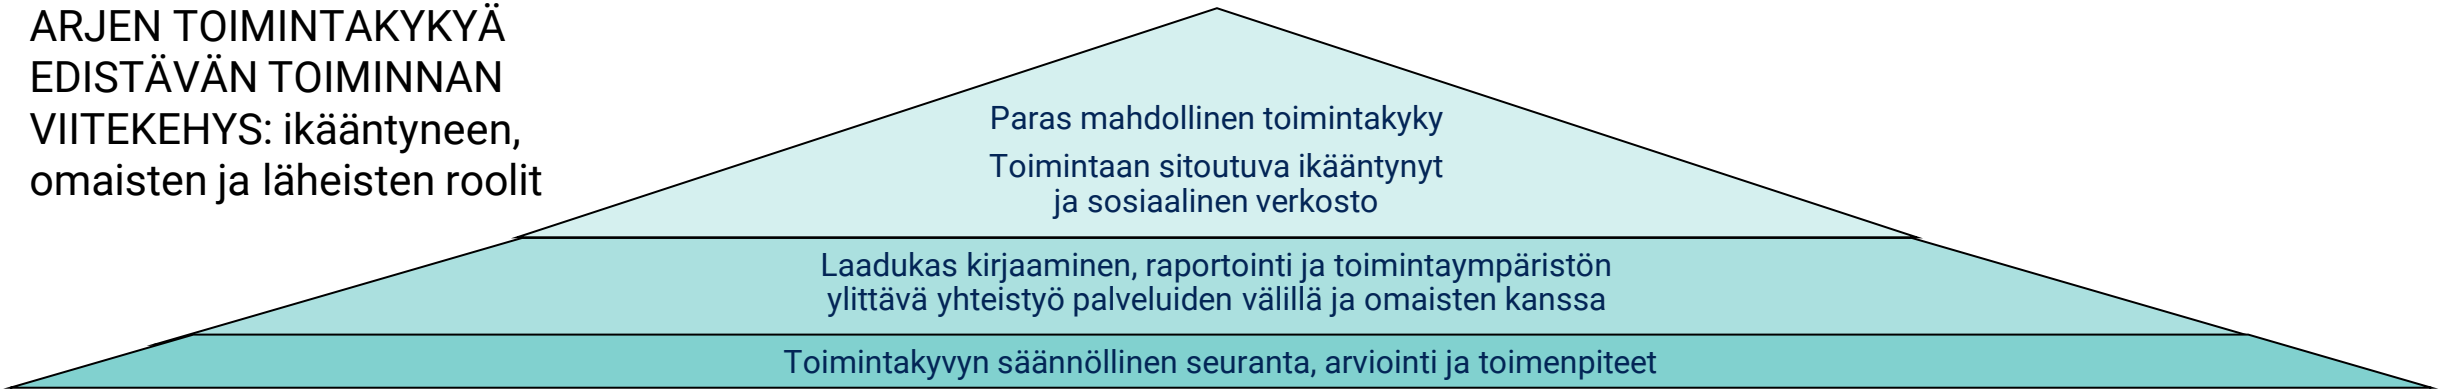 ARJEN TOIMINTAKYKYÄ
EDISTÄVÄN TOIMINNAN
VIITEKEHYS: ikääntyneen,
omaisten ja läheisten roolit
Paras mahdollinen toimintakyky
Toimintaan sitoutuva ikääntynyt
ja sosiaalinen verkosto
Laadukas kirjaaminen, raportointi ja toimintaympäristön
ylittävä yhteistyö palveluiden välillä ja omaisten kanssa
Toimintakyvyn säännöllinen seuranta, arviointi ja toimenpiteet